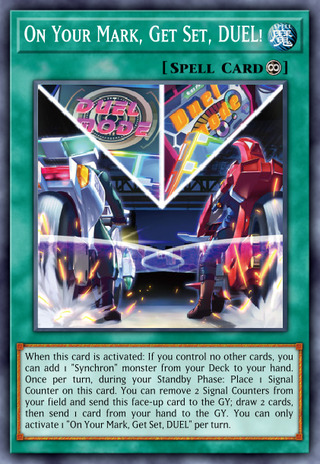 On Your Mark, Get Set, DUEL!
魔
[Spell Card]
DUEL
MODE
Duel
When this card is activated: If you control no other cards, you
can add 1 "Synchron" monster from your Deck to your hand.
Once per turn, during your Standby Phase: Place 1 Signal
Counter on this card. You can remove 2 Signal Counters from
your field and send this face-up card to the GY; draw 2 cards,
then send 1 card from your hand to the GY. You can only
activate 1 "On Your Mark, Get Set, DUEL" per turn.